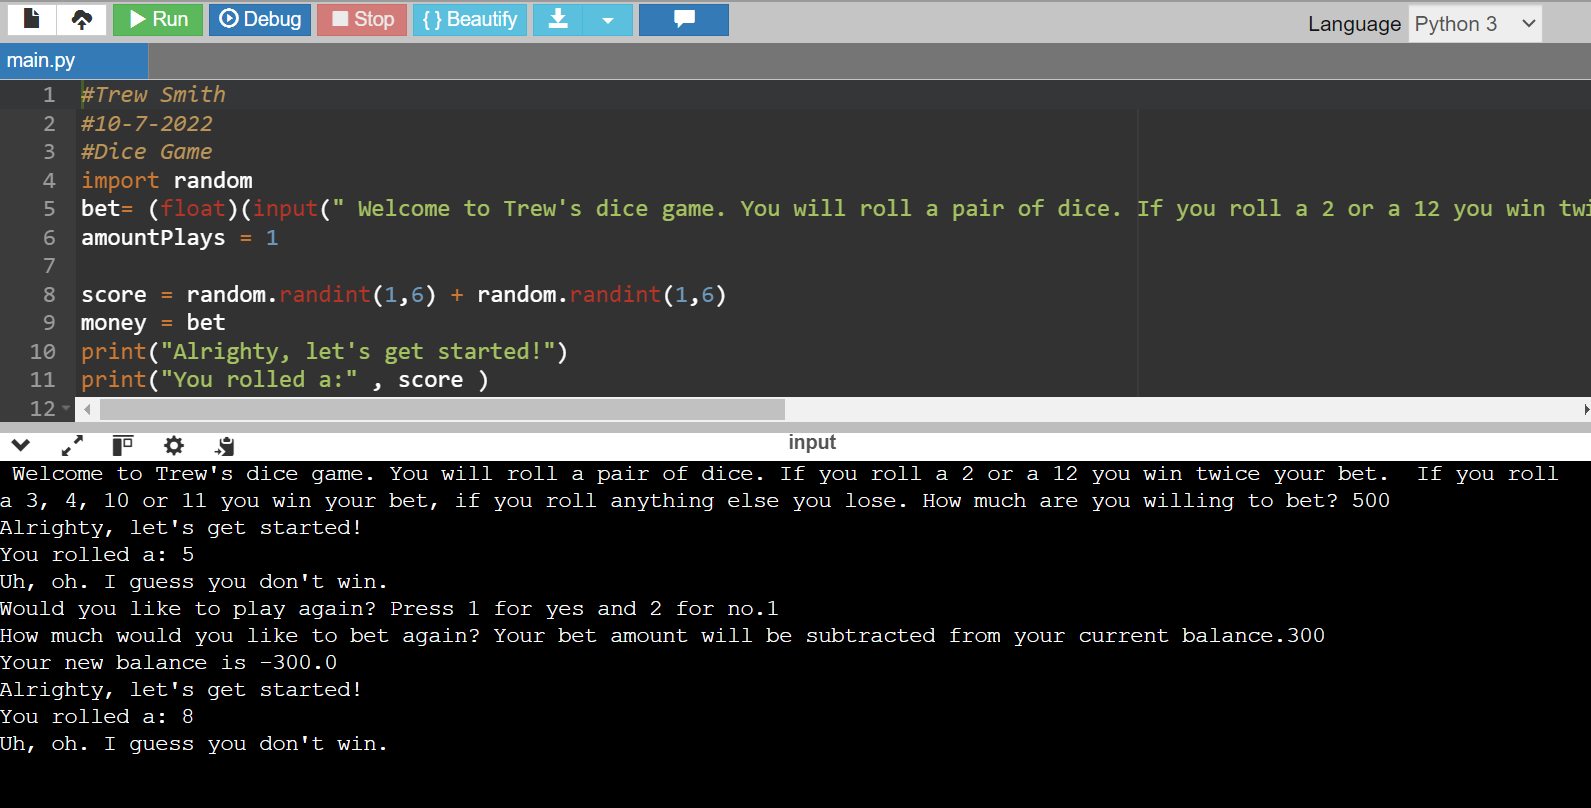 Run Debug Stop { } Beautify Language Python 3
main.py
1 #Trew Smith
2 #10-7-2022
3 #Dice Game
4 import random
5 bet= (float)(input(" Welcome to Trew's dice game. You will roll a pair of dice. If you roll a 2 or a 12 you win twi
6 amountPlays = 1
7
8 score = random.randint(1,6) + random.randint(1,6)
9 money = bet
10 print("Alrighty, let's get started!")
11 print("You rolled a:" , score )
12
input
Welcome to Trew's dice game. You will roll a pair of dice. If you roll a 2 or a 12 you win twice your bet.  If you roll
a 3, 4, 10 or 11 you win your bet, if you roll anything else you lose. How much are you willing to bet? 500
Alrighty, let's get started!
You rolled a: 5
Uh, oh. I guess you don't win.
Would you like to play again? Press 1 for yes and 2 for no.1
How much would you like to bet again? Your bet amount will be subtracted from your current balance.300
Your new balance is -300.0
Alrighty, let's get started!
You rolled a: 8
Uh, oh. I guess you don't win.